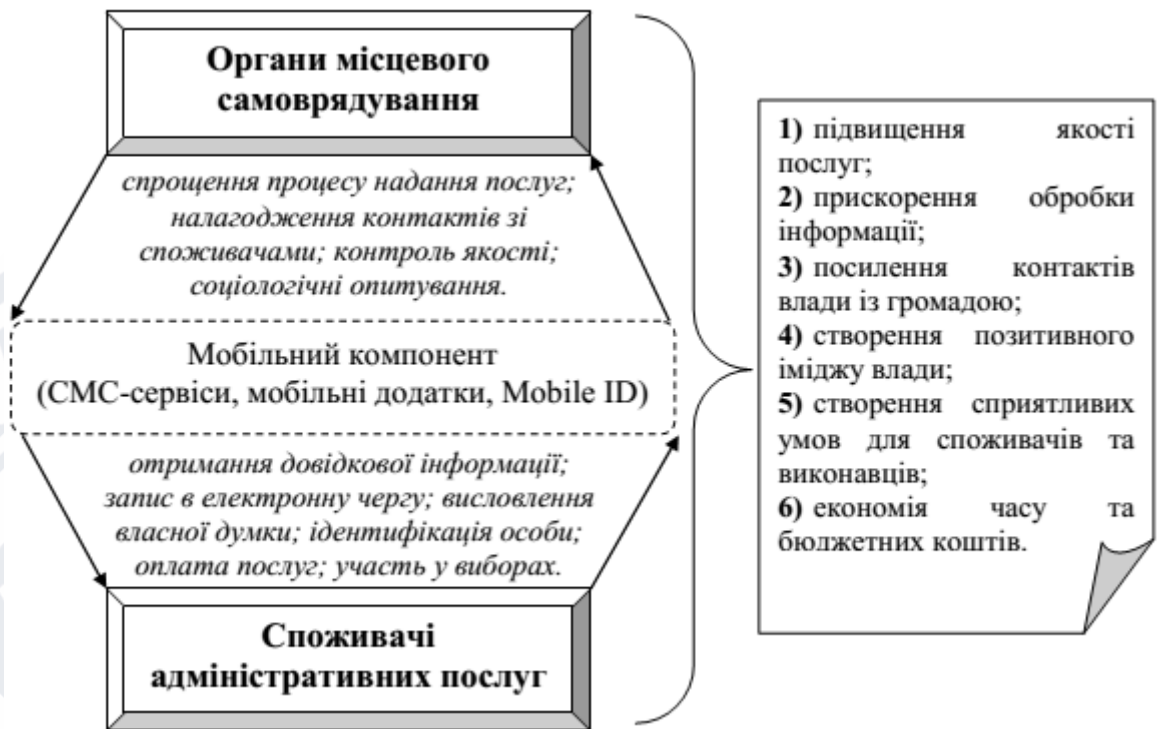 Органи місцевого
самоврядування
спрощення процесу надання послуг;
налагодження контактів зі
споживачами; контроль якості;
соціологічні опитування.
Мобільний компонент
(СМС-сервіси, мобільні додатки, Mobile ID)
отримання довідкової інформації;
запис в електронну чергу; висловлення
власної думки; ідентифікація особи;
оплата послуг; участь у виборах.
Споживачі
адміністративних послуг
1) підвищення якості
послуг;
2) прискорення обробки
інформації;
3) посилення контактів
влади із громадою;
4) створення позитивного
іміджу влади;
5) створення сприятливих
умов для споживачів та
виконавців;
6) економія часу та
бюджетних коштів.